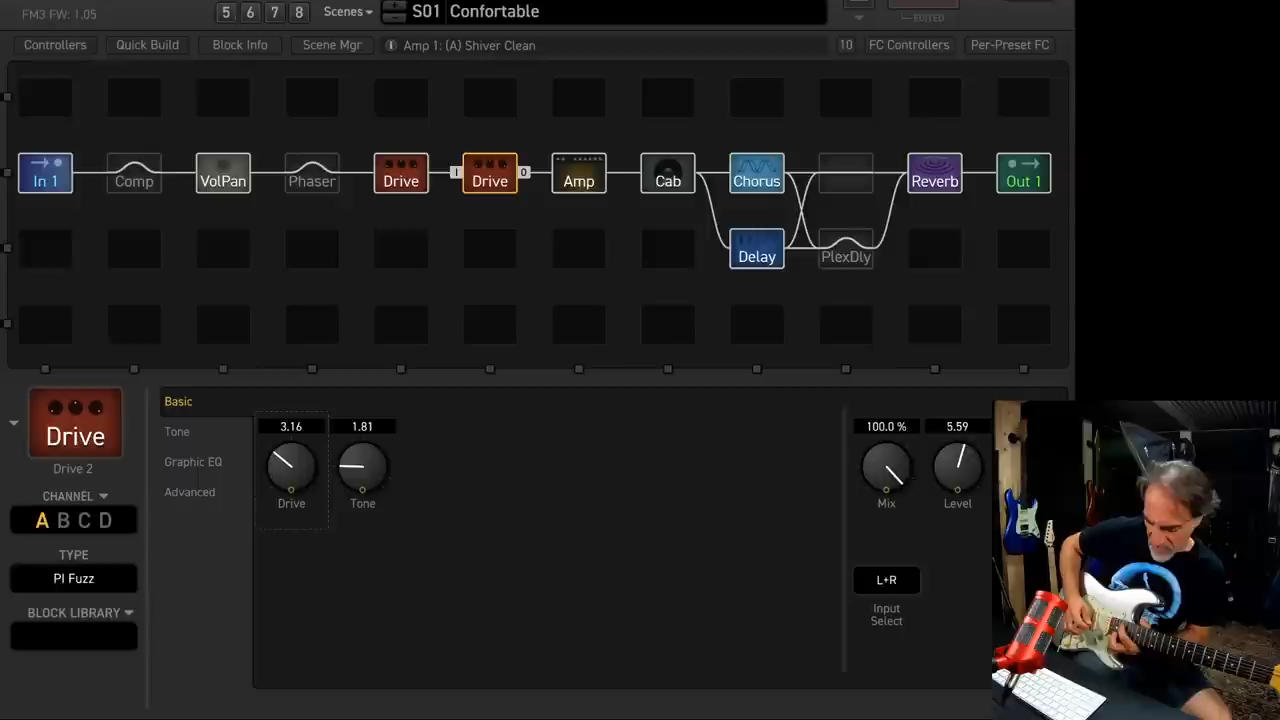 FM3 FW: 1.05
5 6 7 8 Scenes S01 Confortable
EDITED
Controllers Quick Build Block Info Scene Mgr Amp 1: (A) Shiver Clean 10 FC Controllers Per-Preset FC
In 1 Comp VolPan Phaser Drive I Drive O Amp Cab Chorus Reverb Out 1
Delay PlexDly
Drive
Drive 2
CHANNEL
A B C D
TYPE
PI Fuzz
BLOCK LIBRARY
Basic
Tone
Graphic EQ
Advanced
3.16 1.81 100.0 % 5.59
Drive Tone Mix Level
L+R
Input
Select